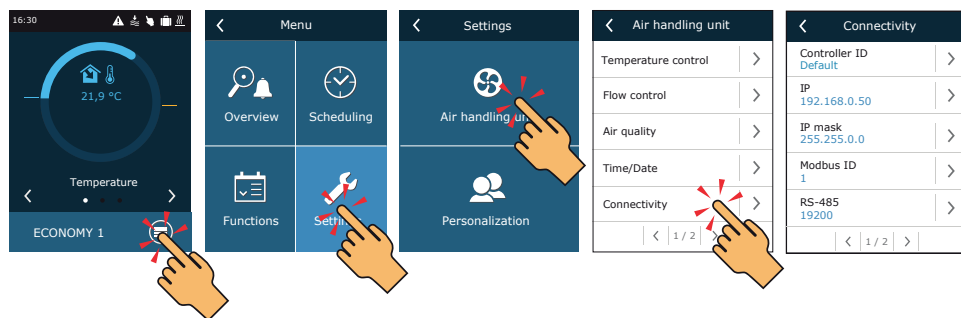 16:30
21,9 °C
Temperature
ECONOMY 1
Menu
Overview
Scheduling
Functions
Settings
Settings
Air handling unit
Personalization
Air handling unit
Temperature control
Flow control
Air quality
Time/Date
Connectivity
1 / 2
Connectivity
Controller ID
Default
IP
192.168.0.50
IP mask
255.255.0.0
Modbus ID
1
RS-485
19200
1 / 2